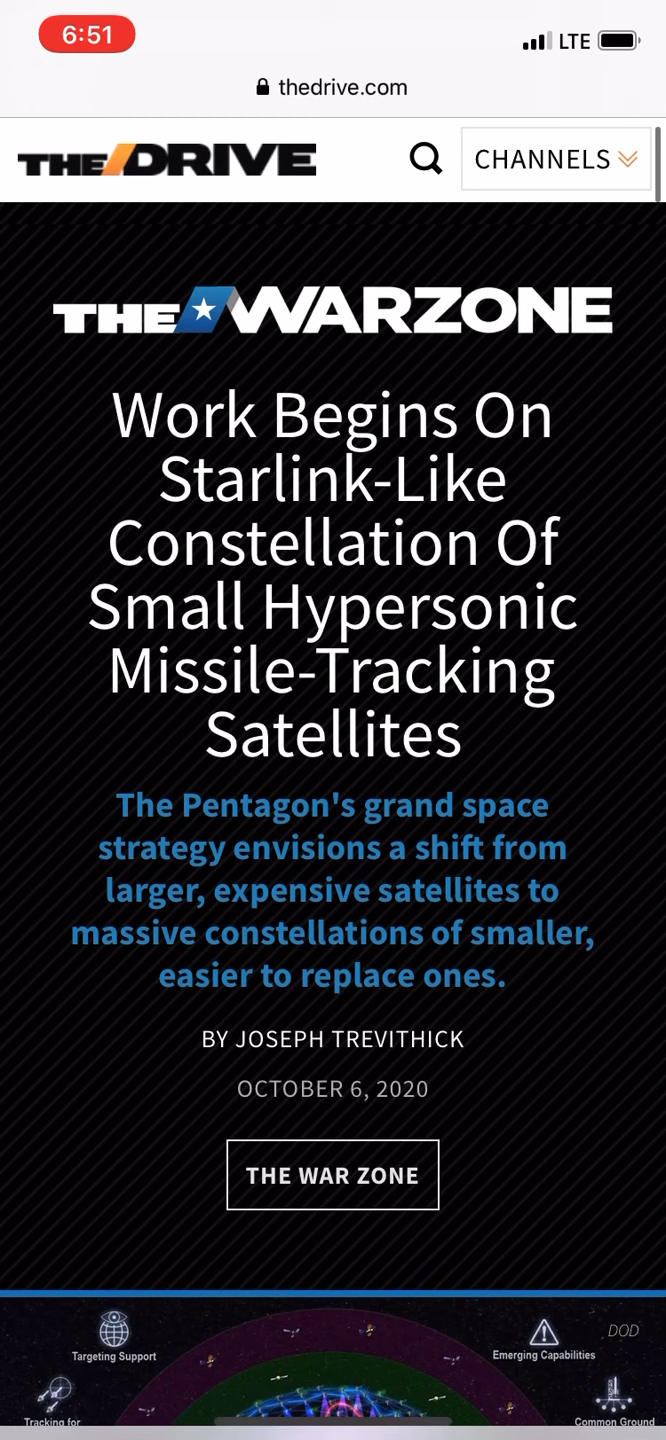 6:51
LTE
thedrive.com
THE DRIVE
CHANNELS
THE WARZONE
Work Begins On
Starlink-Like
Constellation Of
Small Hypersonic
Missile-Tracking
Satellites
The Pentagon's grand space
strategy envisions a shift from
larger, expensive satellites to
massive constellations of smaller,
easier to replace ones.
BY JOSEPH TREVITHICK
OCTOBER 6, 2020
THE WAR ZONE
DOD
Targeting Support
Emerging Capabilities
Tracking for
Common Ground